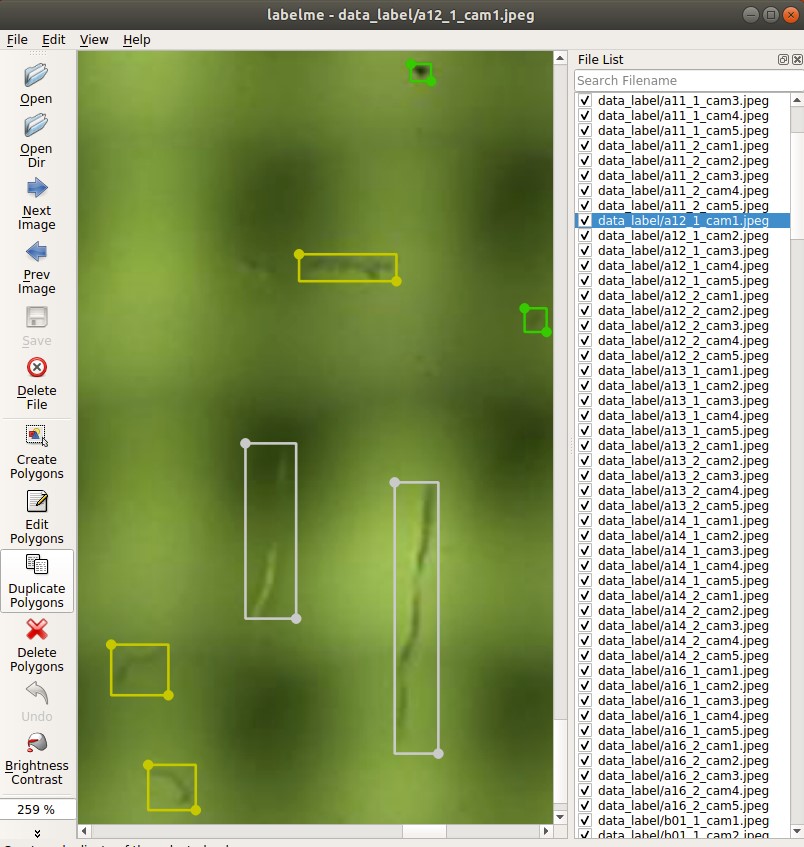 labelme - data_label/a12_1_cam1.jpeg
File Edit View Help
Open
Open
Dir
Next
Image
Prev
Image
Save
Delete
File
Create
Polygons
Edit
Polygons
Duplicate
Polygons
Delete
Polygons
Undo
Brightness
Contrast
259 %
File List
Search Filename
data_label/a11_1_cam3.jpeg
data_label/a11_1_cam4.jpeg
data_label/a11_1_cam5.jpeg
data_label/a11_2_cam1.jpeg
data_label/a11_2_cam2.jpeg
data_label/a11_2_cam3.jpeg
data_label/a11_2_cam4.jpeg
data_label/a11_2_cam5.jpeg
data_label/a12_1_cam1.jpeg
data_label/a12_1_cam2.jpeg
data_label/a12_1_cam3.jpeg
data_label/a12_1_cam4.jpeg
data_label/a12_1_cam5.jpeg
data_label/a12_2_cam1.jpeg
data_label/a12_2_cam2.jpeg
data_label/a12_2_cam3.jpeg
data_label/a12_2_cam4.jpeg
data_label/a12_2_cam5.jpeg
data_label/a13_1_cam1.jpeg
data_label/a13_1_cam2.jpeg
data_label/a13_1_cam3.jpeg
data_label/a13_1_cam4.jpeg
data_label/a13_1_cam5.jpeg
data_label/a13_2_cam1.jpeg
data_label/a13_2_cam2.jpeg
data_label/a13_2_cam3.jpeg
data_label/a13_2_cam4.jpeg
data_label/a13_2_cam5.jpeg
data_label/a14_1_cam1.jpeg
data_label/a14_1_cam2.jpeg
data_label/a14_1_cam3.jpeg
data_label/a14_1_cam4.jpeg
data_label/a14_1_cam5.jpeg
data_label/a14_2_cam1.jpeg
data_label/a14_2_cam2.jpeg
data_label/a14_2_cam3.jpeg
data_label/a14_2_cam4.jpeg
data_label/a14_2_cam5.jpeg
data_label/a16_1_cam1.jpeg
data_label/a16_1_cam2.jpeg
data_label/a16_1_cam3.jpeg
data_label/a16_1_cam4.jpeg
data_label/a16_1_cam5.jpeg
data_label/a16_2_cam1.jpeg
data_label/a16_2_cam2.jpeg
data_label/a16_2_cam3.jpeg
data_label/a16_2_cam4.jpeg
data_label/a16_2_cam5.jpeg
data_label/b01_1_cam1.jpeg
data_label/b01_1_cam2.jpeg